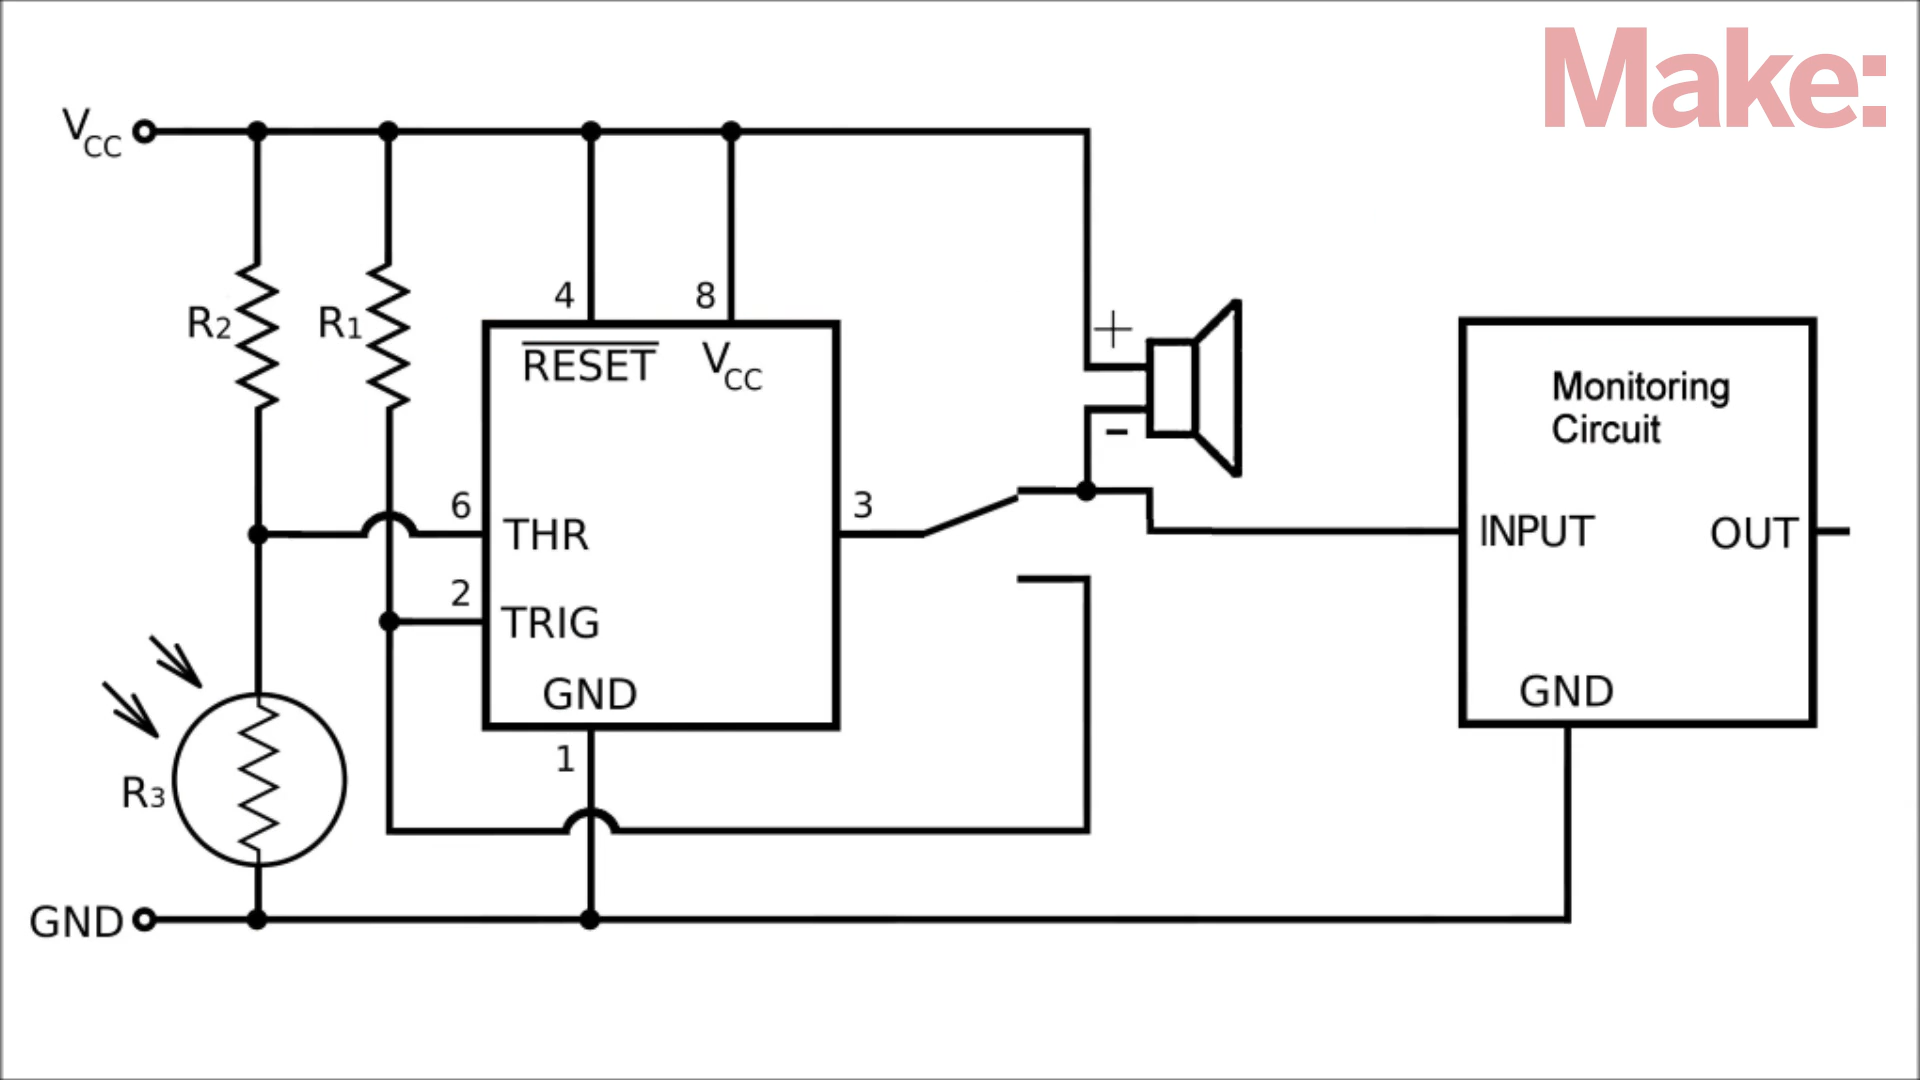 Make:
VCC
4
8
R2
R1
RESET
VCC
+
Monitoring
Circuit
-
6
3
THR
INPUT
OUT
2
TRIG
GND
GND
1
R3
GND